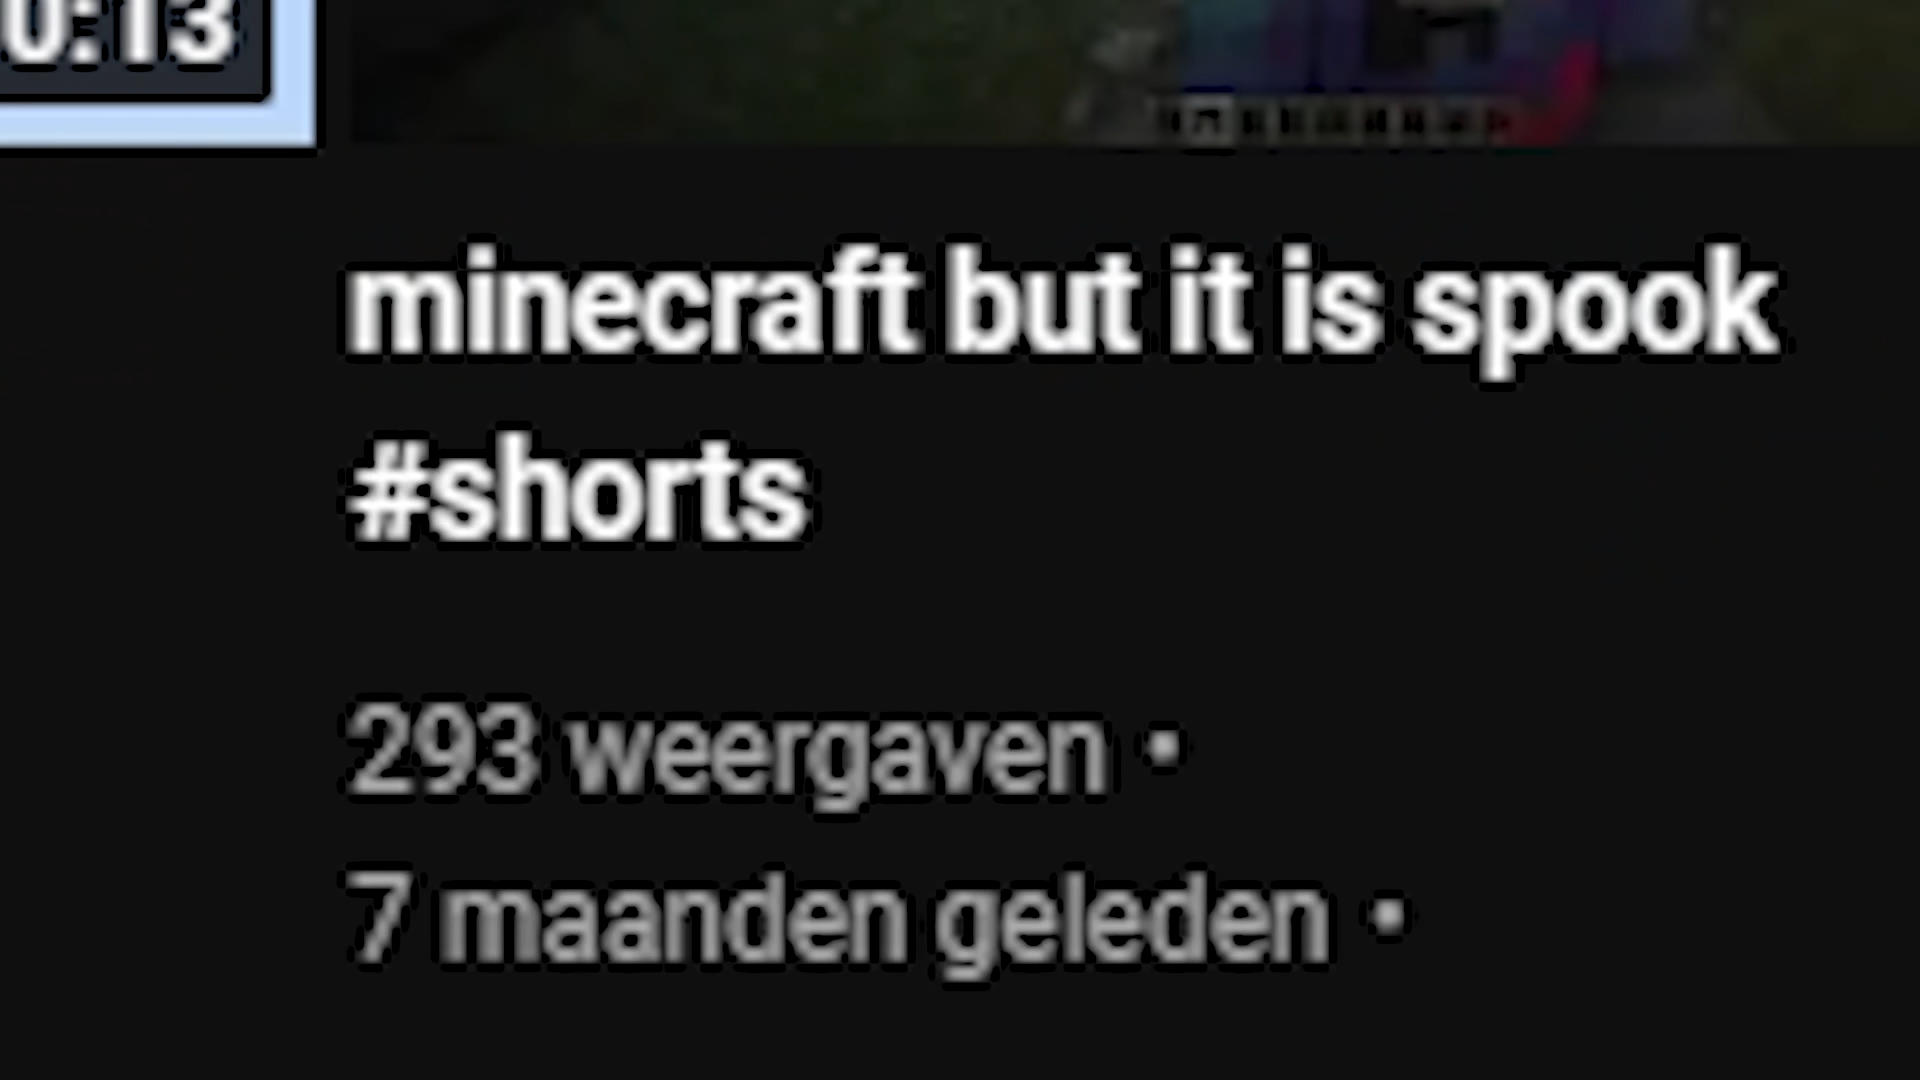 0:13
minecraft but it is spook
#shorts
293 weergaven •
7 maanden geleden •